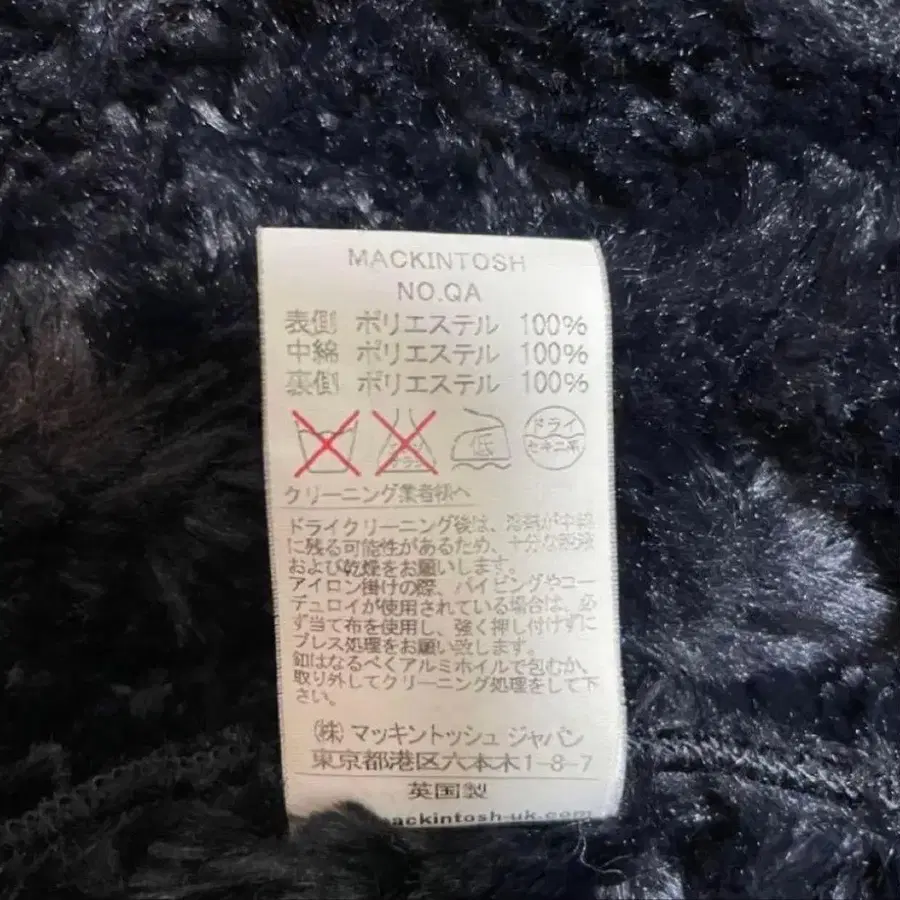 MACKINTOSH
NO.QA
表側 ポリエステル 100%
中綿 ポリエステル 100%
裏側 ポリエステル 100%
低 ドライ
セキユ系
クリーニング業者様へ
ドライクリーニング後は、溶剤が中綿
に残る可能性があるため、十分な脱液
および乾燥をお願いします。
アイロン掛けの際、パイピングやコー
デュロイが使用されている場合は、必
ず当て布を使用し、強く押し付けずに
プレス処理をお願い致します。
釦はなるべくアルミホイルで包むか、
取り外してクリーニング処理をして下
さい。
㈱ マッキントッシュ ジャパン
東京都港区六本木1-8-7
英国製
mackintosh-uk.com